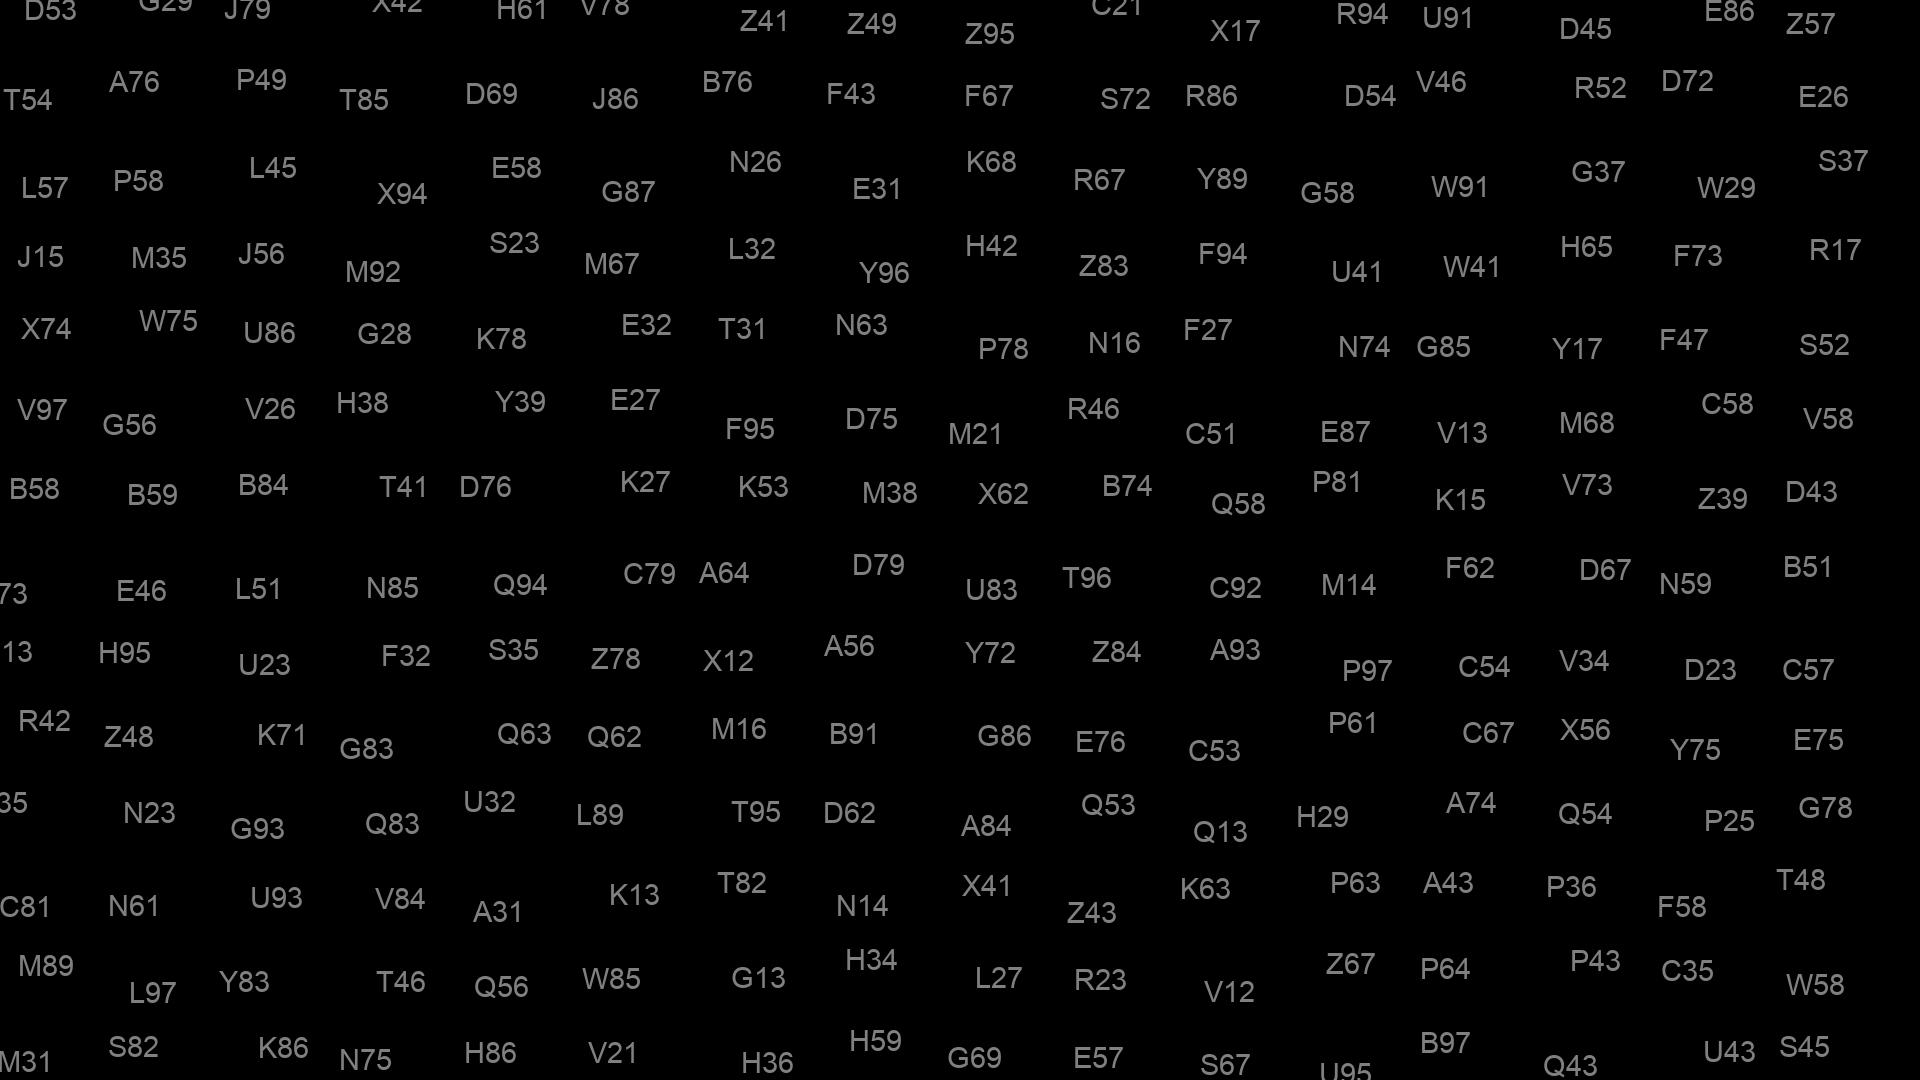 D53 G29 J79 X42 H61 V78 Z41 Z49 Z95 C21 X17 R94 U91 D45 E86 Z57
T54 A76 P49 T85 D69 J86 B76 F43 F67 S72 R86 D54 V46 R52 D72 E26
L57 P58 L45 X94 E58 G87 N26 E31 K68 R67 Y89 G58 W91 G37 W29 S37
J15 M35 J56 M92 S23 M67 L32 Y96 H42 Z83 F94 U41 W41 H65 F73 R17
X74 W75 U86 G28 K78 E32 T31 N63 P78 N16 F27 N74 G85 Y17 F47 S52
V97 G56 V26 H38 Y39 E27 F95 D75 M21 R46 C51 E87 V13 M68 C58 V58
B58 B59 B84 T41 D76 K27 K53 M38 X62 B74 Q58 P81 K15 V73 Z39 D43
73 E46 L51 N85 Q94 C79 A64 D79 U83 T96 C92 M14 F62 D67 N59 B51
13 H95 U23 F32 S35 Z78 X12 A56 Y72 Z84 A93 P97 C54 V34 D23 C57
R42 Z48 K71 G83 Q63 Q62 M16 B91 G86 E76 C53 P61 C67 X56 Y75 E75
35 N23 G93 Q83 U32 L89 T95 D62 A84 Q53 Q13 H29 A74 Q54 P25 G78
C81 N61 U93 V84 A31 K13 T82 N14 X41 Z43 K63 P63 A43 P36 F58 T48
M89 L97 Y83 T46 Q56 W85 G13 H34 L27 R23 V12 Z67 P64 P43 C35 W58
M31 S82 K86 N75 H86 V21 H36 H59 G69 E57 S67 U95 B97 Q43 U43 S45